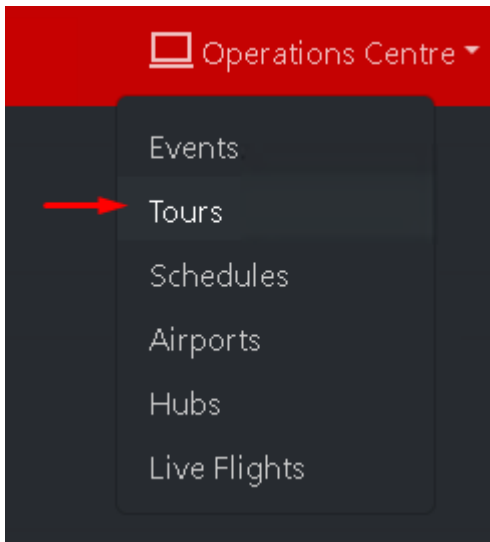 Operations Centre
Events
Tours
Schedules
Airports
Hubs
Live Flights